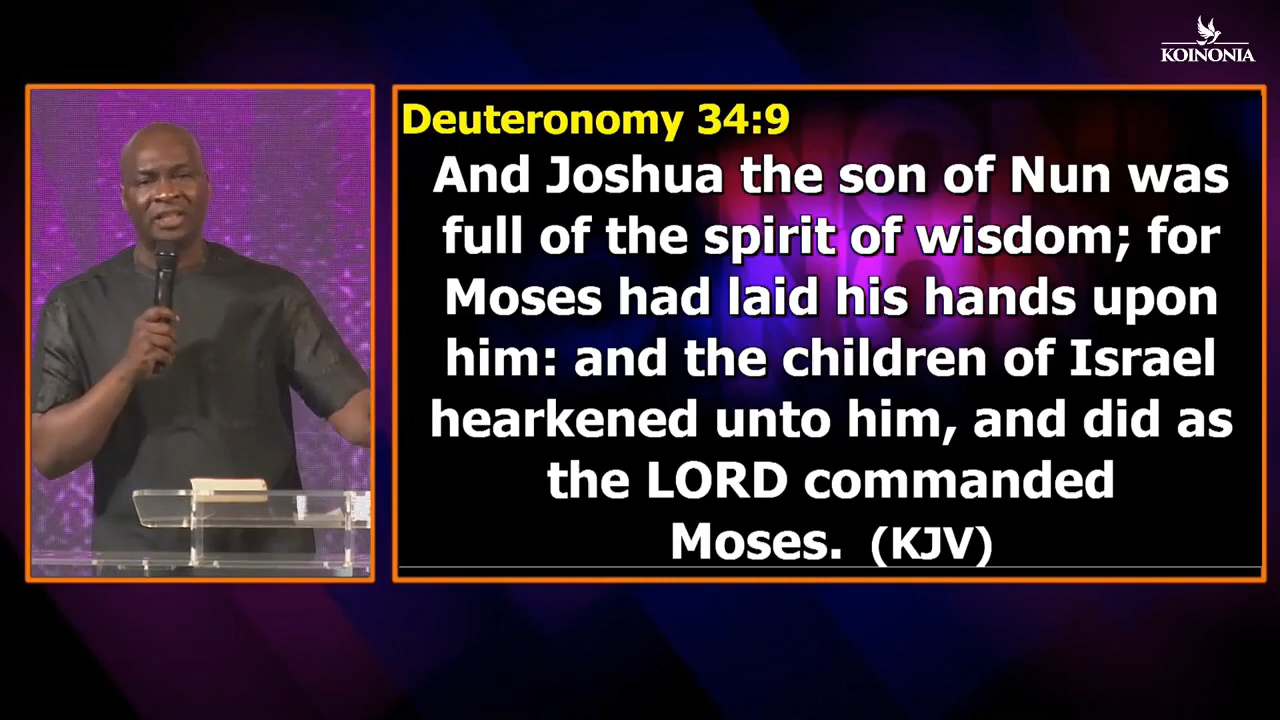 KOINONIA
Deuteronomy 34:9
And Joshua the son of Nun was
full of the spirit of wisdom; for
Moses had laid his hands upon
him: and the children of Israel
hearkened unto him, and did as
the LORD commanded
Moses. (KJV)